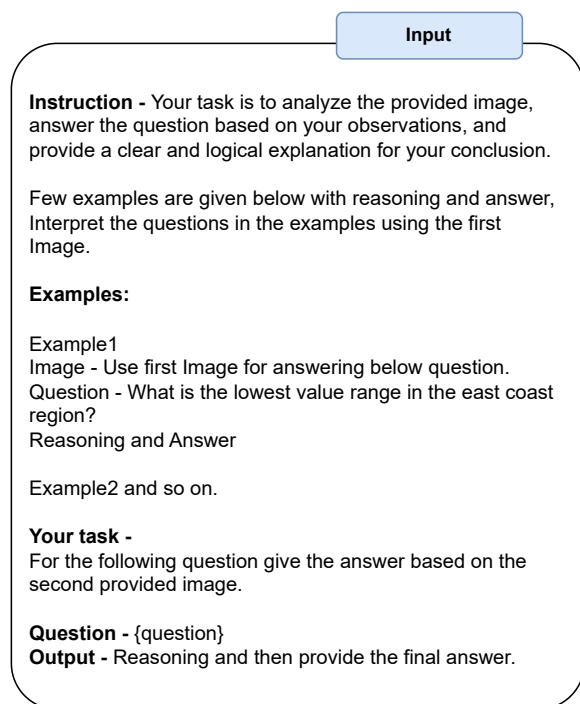 Input
Instruction - Your task is to analyze the provided image,
answer the question based on your observations, and
provide a clear and logical explanation for your conclusion.
Few examples are given below with reasoning and answer,
Interpret the questions in the examples using the first
Image.
Examples:
Example1
Image - Use first Image for answering below question.
Question - What is the lowest value range in the east coast
region?
Reasoning and Answer
Example2 and so on.
Your task -
For the following question give the answer based on the
second provided image.
Question - {question}
Output - Reasoning and then provide the final answer.